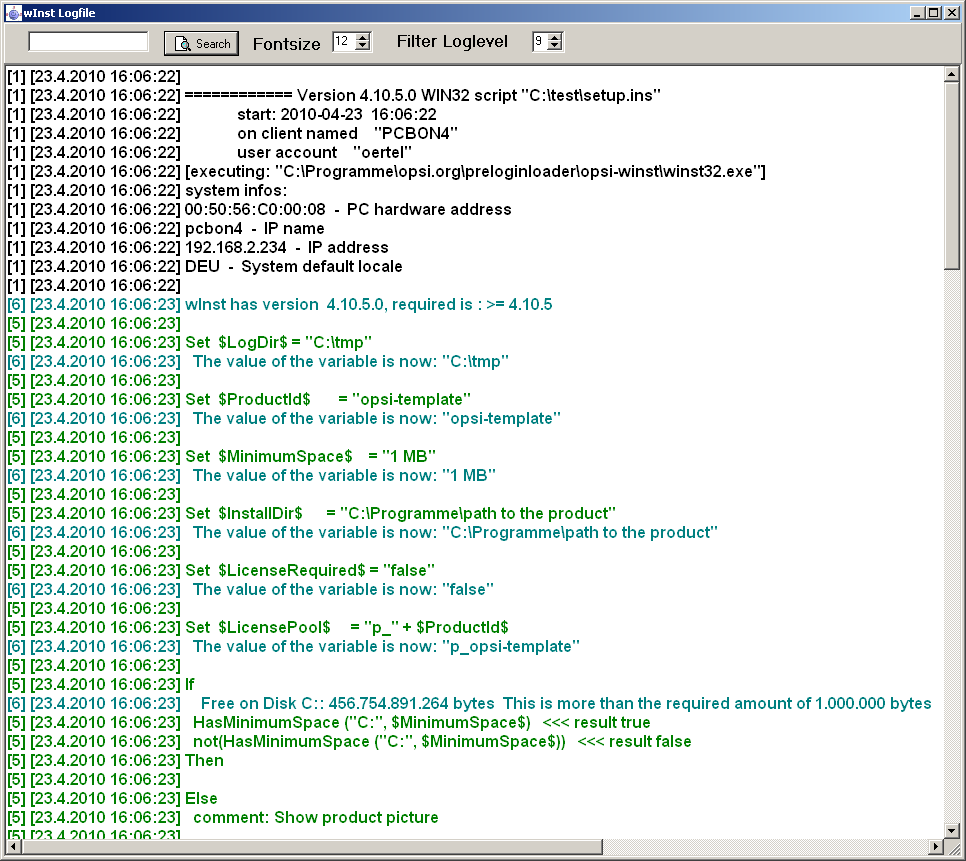 wInst Logfile
Search Fontsize 12 Filter Loglevel 9
[1] [23.4.2010 16:06:22]
[1] [23.4.2010 16:06:22] ============ Version 4.10.5.0 WIN32 script "C:\test\setup.ins"
[1] [23.4.2010 16:06:22] start: 2010-04-23 16:06:22
[1] [23.4.2010 16:06:22] on client named "PCBON4"
[1] [23.4.2010 16:06:22] user account "oertel"
[1] [23.4.2010 16:06:22] [executing: "C:\Programme\opsi.org\preloginloader\opsi-winst\winst32.exe"]
[1] [23.4.2010 16:06:22] system infos:
[1] [23.4.2010 16:06:22] 00:50:56:C0:00:08 - PC hardware address
[1] [23.4.2010 16:06:22] pcbon4 - IP name
[1] [23.4.2010 16:06:22] 192.168.2.234 - IP address
[1] [23.4.2010 16:06:22] DEU - System default locale
[1] [23.4.2010 16:06:22]
[6] [23.4.2010 16:06:23] wInst has version 4.10.5.0, required is : >= 4.10.5
[5] [23.4.2010 16:06:23]
[5] [23.4.2010 16:06:23] Set $LogDir$ = "C:\tmp"
[6] [23.4.2010 16:06:23] The value of the variable is now: "C:\tmp"
[5] [23.4.2010 16:06:23]
[5] [23.4.2010 16:06:23] Set $ProductId$ = "opsi-template"
[6] [23.4.2010 16:06:23] The value of the variable is now: "opsi-template"
[5] [23.4.2010 16:06:23]
[5] [23.4.2010 16:06:23] Set $MinimumSpace$ = "1 MB"
[6] [23.4.2010 16:06:23] The value of the variable is now: "1 MB"
[5] [23.4.2010 16:06:23]
[5] [23.4.2010 16:06:23] Set $InstallDir$ = "C:\Programme\path to the product"
[6] [23.4.2010 16:06:23] The value of the variable is now: "C:\Programme\path to the product"
[5] [23.4.2010 16:06:23]
[5] [23.4.2010 16:06:23] Set $LicenseRequired$ = "false"
[6] [23.4.2010 16:06:23] The value of the variable is now: "false"
[5] [23.4.2010 16:06:23]
[5] [23.4.2010 16:06:23] Set $LicensePool$ = "p_" + $ProductId$
[6] [23.4.2010 16:06:23] The value of the variable is now: "p_opsi-template"
[5] [23.4.2010 16:06:23]
[5] [23.4.2010 16:06:23] If
[6] [23.4.2010 16:06:23] Free on Disk C:: 456.754.891.264 bytes This is more than the required amount of 1.000.000 bytes
[5] [23.4.2010 16:06:23] HasMinimumSpace ("C:", $MinimumSpace$) <<< result true
[5] [23.4.2010 16:06:23] not(HasMinimumSpace ("C:", $MinimumSpace$)) <<< result false
[5] [23.4.2010 16:06:23] Then
[5] [23.4.2010 16:06:23]
[5] [23.4.2010 16:06:23] Else
[5] [23.4.2010 16:06:23] comment: Show product picture
[5] [23.4.2010 16:06:23]